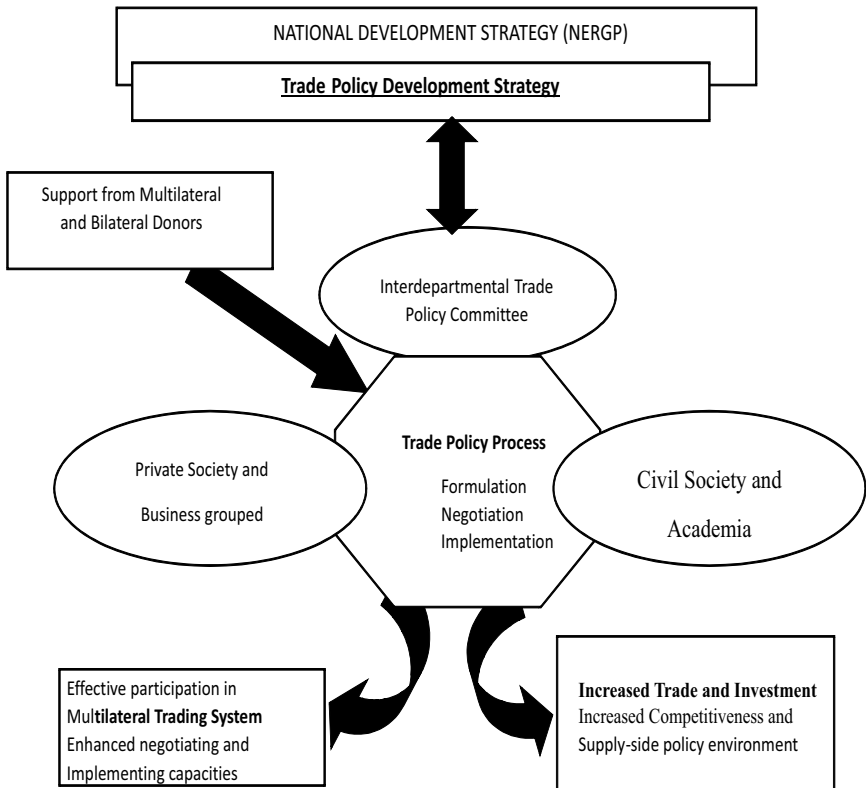 NATIONAL DEVELOPMENT STRATEGY (NERGP)
Trade Policy Development Strategy
Support from Multilateral
and Bilateral Donors
Interdepartmental Trade
Policy Committee
Trade Policy Process
Formulation
Negotiation
Implementation
Private Society and
Business grouped
Civil Society and
Academia
Effective participation in
Multilateral Trading System
Enhanced negotiating and
Implementing capacities
Increased Trade and Investment
Increased Competitiveness and
Supply-side policy environment